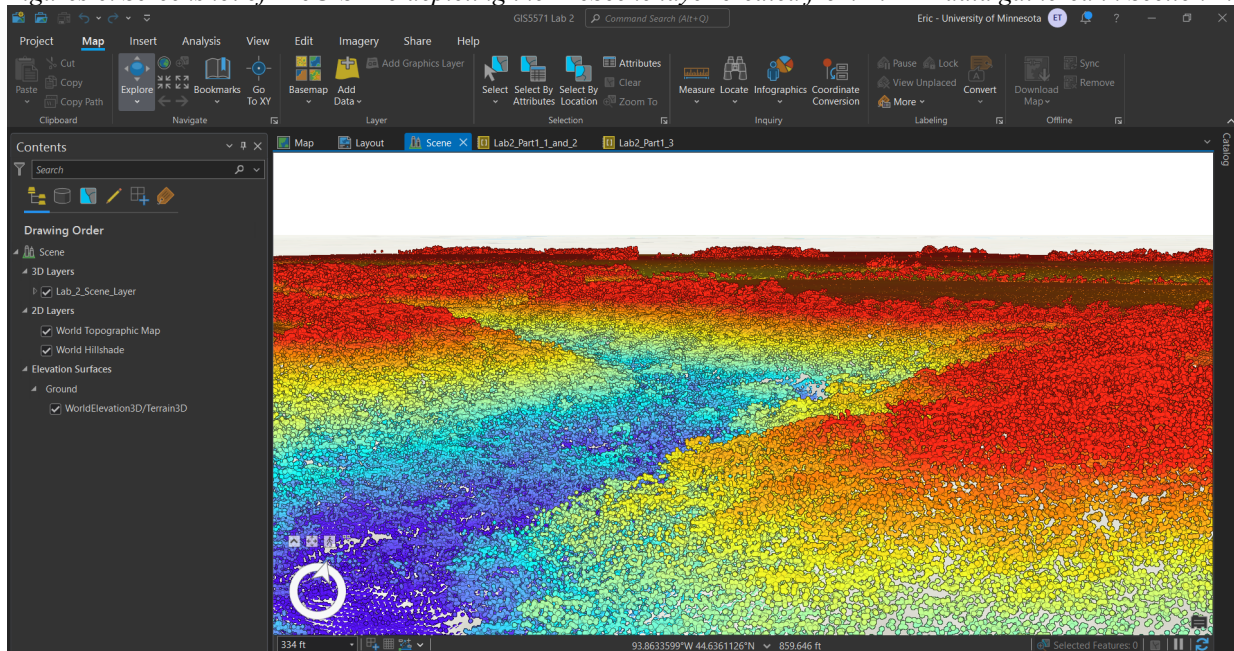 GIS5571 Lab 2
Command Search (Alt+Q)
Eric - University of Minnesota
ET
?
Project Map Insert Analysis View Edit Imagery Share Help
Paste
Cut
Copy
Copy Path
Clipboard
Explore
Bookmarks
Go To XY
Navigate
Basemap
Add Data
Add Graphics Layer
Layer
Select
Select By Attributes
Select By Location
Attributes
Clear
Zoom To
Selection
Measure
Locate
Infographics
Coordinate Conversion
Inquiry
Pause
Lock
View Unplaced
More
Convert
Labeling
Download Map
Sync
Remove
Offline
Contents
Search
Drawing Order
Scene
3D Layers
Lab_2_Scene_Layer
2D Layers
World Topographic Map
World Hillshade
Elevation Surfaces
Ground
WorldElevation3D/Terrain3D
Map
Layout
Scene
Lab2_Part1_1_and_2
Lab2_Part1_3
Catalog
334 ft
93.8633599°W 44.6361126°N
859.646 ft
Selected Features: 0